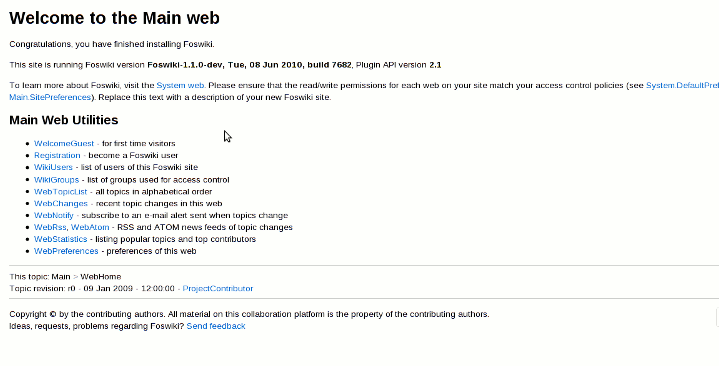 Welcome to the Main web
Congratulations, you have finished installing Foswiki.
This site is running Foswiki version Foswiki-1.1.0-dev, Tue, 08 Jun 2010, build 7682, Plugin API version 2.1
To learn more about Foswiki, visit the System web. Please ensure that the read/write permissions for each web on your site match your access control policies (see System.DefaultPref
Main.SitePreferences). Replace this text with a description of your new Foswiki site.
Main Web Utilities
• WelcomeGuest - for first time visitors
• Registration - become a Foswiki user
• WikiUsers - list of users of this Foswiki site
• WikiGroups - list of groups used for access control
• WebTopicList - all topics in alphabetical order
• WebChanges - recent topic changes in this web
• WebNotify - subscribe to an e-mail alert sent when topics change
• WebRss, WebAtom - RSS and ATOM news feeds of topic changes
• WebStatistics - listing popular topics and top contributors
• WebPreferences - preferences of this web
This topic: Main > WebHome
Topic revision: r0 - 09 Jan 2009 - 12:00:00 - ProjectContributor
Copyright © by the contributing authors. All material on this collaboration platform is the property of the contributing authors.
Ideas, requests, problems regarding Foswiki? Send feedback